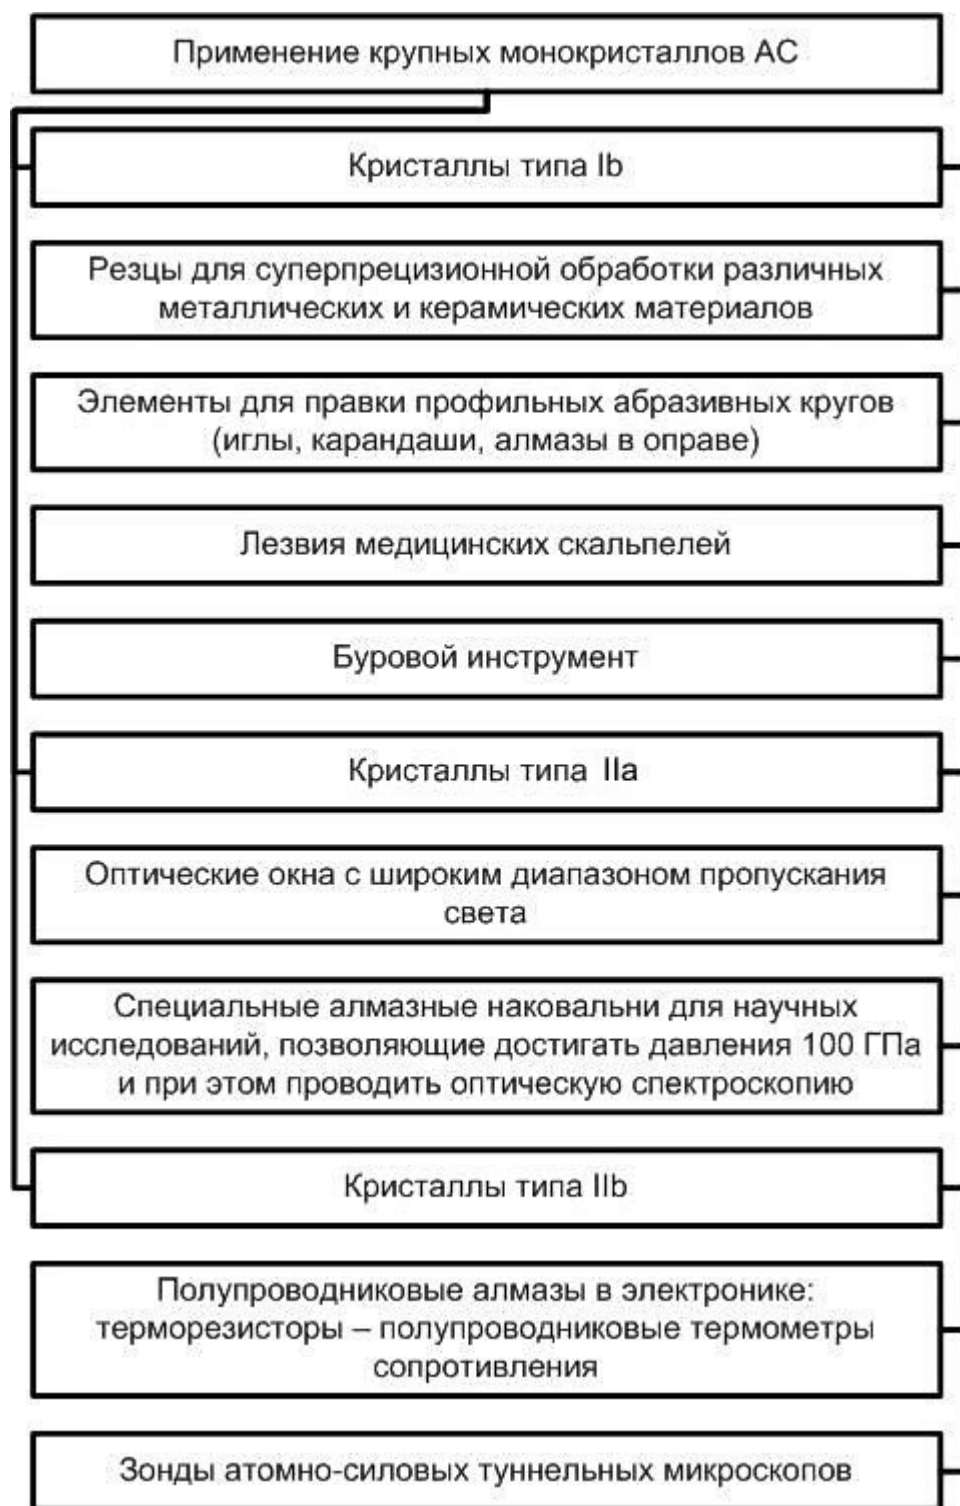 Применение крупных монокристаллов АС
Кристаллы типа Ib
Резцы для суперпрецизионной обработки различных
металлических и керамических материалов
Элементы для правки профильных абразивных кругов
(иглы, карандаши, алмазы в оправе)
Лезвия медицинских скальпелей
Буровой инструмент
Кристаллы типа IIa
Оптические окна с широким диапазоном пропускания
света
Специальные алмазные наковальни для научных
исследований, позволяющие достигать давления 100 ГПа
и при этом проводить оптическую спектроскопию
Кристаллы типа IIb
Полупроводниковые алмазы в электронике:
терморезисторы – полупроводниковые термометры
сопротивления
Зонды атомно-силовых туннельных микроскопов